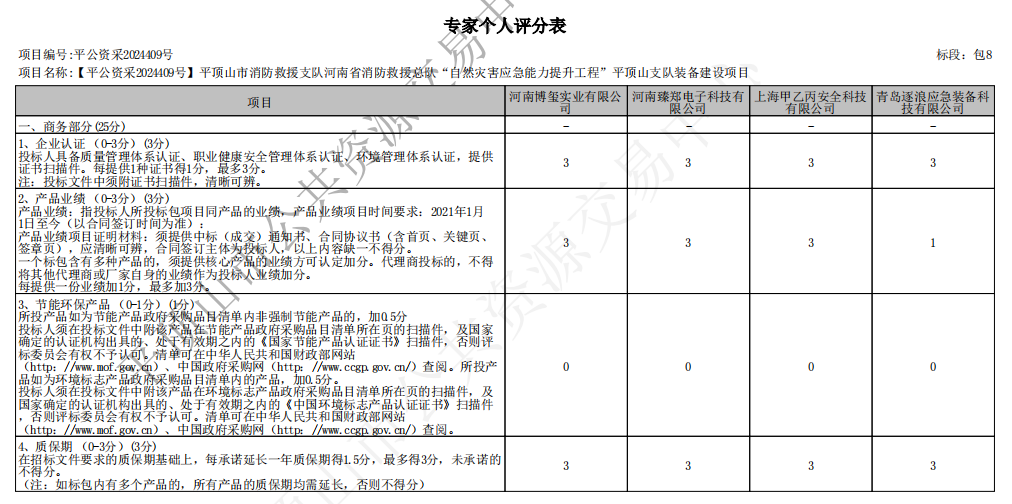 专家个人评分表
项目编号:平公资采2024409号
标段：包8
项目名称:【平公资采2024409号】平顶山市消防救援支队河南省消防救援总队“自然灾害应急能力提升工程”平顶山支队装备建设项目
项目
河南博玺实业有限公
司
河南臻郑电子科技有
限公司
上海甲乙丙安全科技
有限公司
青岛逐浪应急装备科
技有限公司
一、商务部分(25分)
－ － － －
1、企业认证（0-3分）(3分)
投标人具备质量管理体系认证、职业健康安全管理体系认证、环境管理体系认证，提供
证书扫描件。每提供1种证书得1分，最多3分。
注：投标文件中须附证书扫描件，清晰可辨。
3 3 3 3
2、产品业绩（0-3分）(3分)
产品业绩：指投标人所投标包项目同产品的业绩，产品业绩项目时间要求：2021年1月
1日至今（以合同签订时间为准）；
产品业绩项目证明材料：须提供中标（成交）通知书、合同协议书（含首页、关键页、
签章页），应清晰可辨，合同签订主体为投标人，以上内容缺一不得分。
一个标包含有多种产品的，须提供核心产品的业绩方可认定加分。代理商投标的，不得
将其他代理商或厂家自身的业绩作为投标人业绩加分。
每提供一份业绩加1分，最多加3分。
3 3 3 1
3、节能环保产品（0-1分）(1分)
所投产品如为节能产品政府采购品目清单内非强制节能产品的，加0.5分
投标人须在投标文件中附该产品在节能产品政府采购品目清单所在页的扫描件，及国家
确定的认证机构出具的、处于有效期之内的《国家节能产品认证证书》扫描件，否则评
标委员会有权不予认可。清单可在中华人民共和国财政部网站
（http：//www.mof.gov.cn）、中国政府采购网（http：//www.ccgp.gov.cn/）查阅。所投产
品如为环境标志产品政府采购品目清单内的产品，加0.5分。
投标人须在投标文件中附该产品在环境标志产品政府采购品目清单所在页的扫描件，及
国家确定的认证机构出具的、处于有效期之内的《中国环境标志产品认证证书》扫描件
，否则评标委员会有权不予认可。清单可在中华人民共和国财政部网站
（http：//www.mof.gov.cn）、中国政府采购网（http：//www.ccgp.gov.cn/）查阅。
0 0 0 0
4、质保期（0-3分）(3分)
在招标文件要求的质保期基础上，每承诺延长一年质保期得1.5分，最多得3分，未承诺的
不得分。
（注：如标包内有多个产品的，所有产品的质保期均需延长，否则不得分）
3 3 3 3